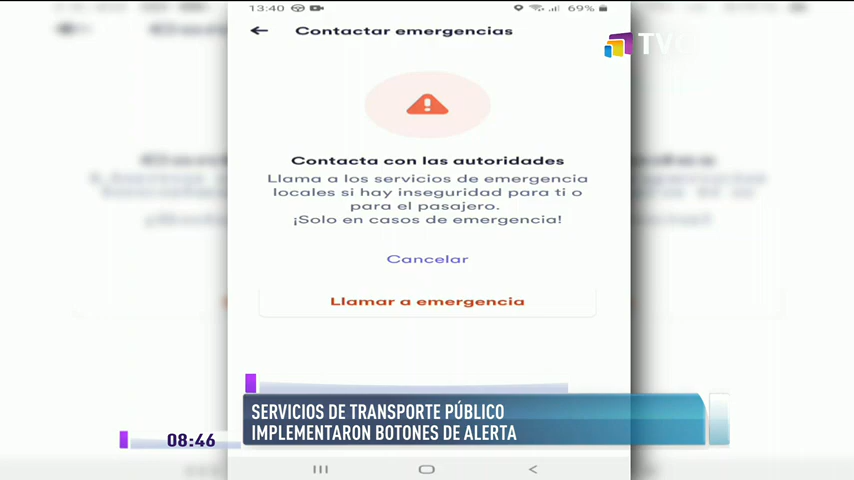 13:40
69%
Contactar emergencias
TV
Contacta con las autoridades
Llama a los servicios de emergencia
locales si hay inseguridad para ti o
para el pasajero.
¡Solo en casos de emergencia!
Cancelar
Llamar a emergencia
SERVICIOS DE TRANSPORTE PÚBLICO
IMPLEMENTARON BOTONES DE ALERTA
08:46